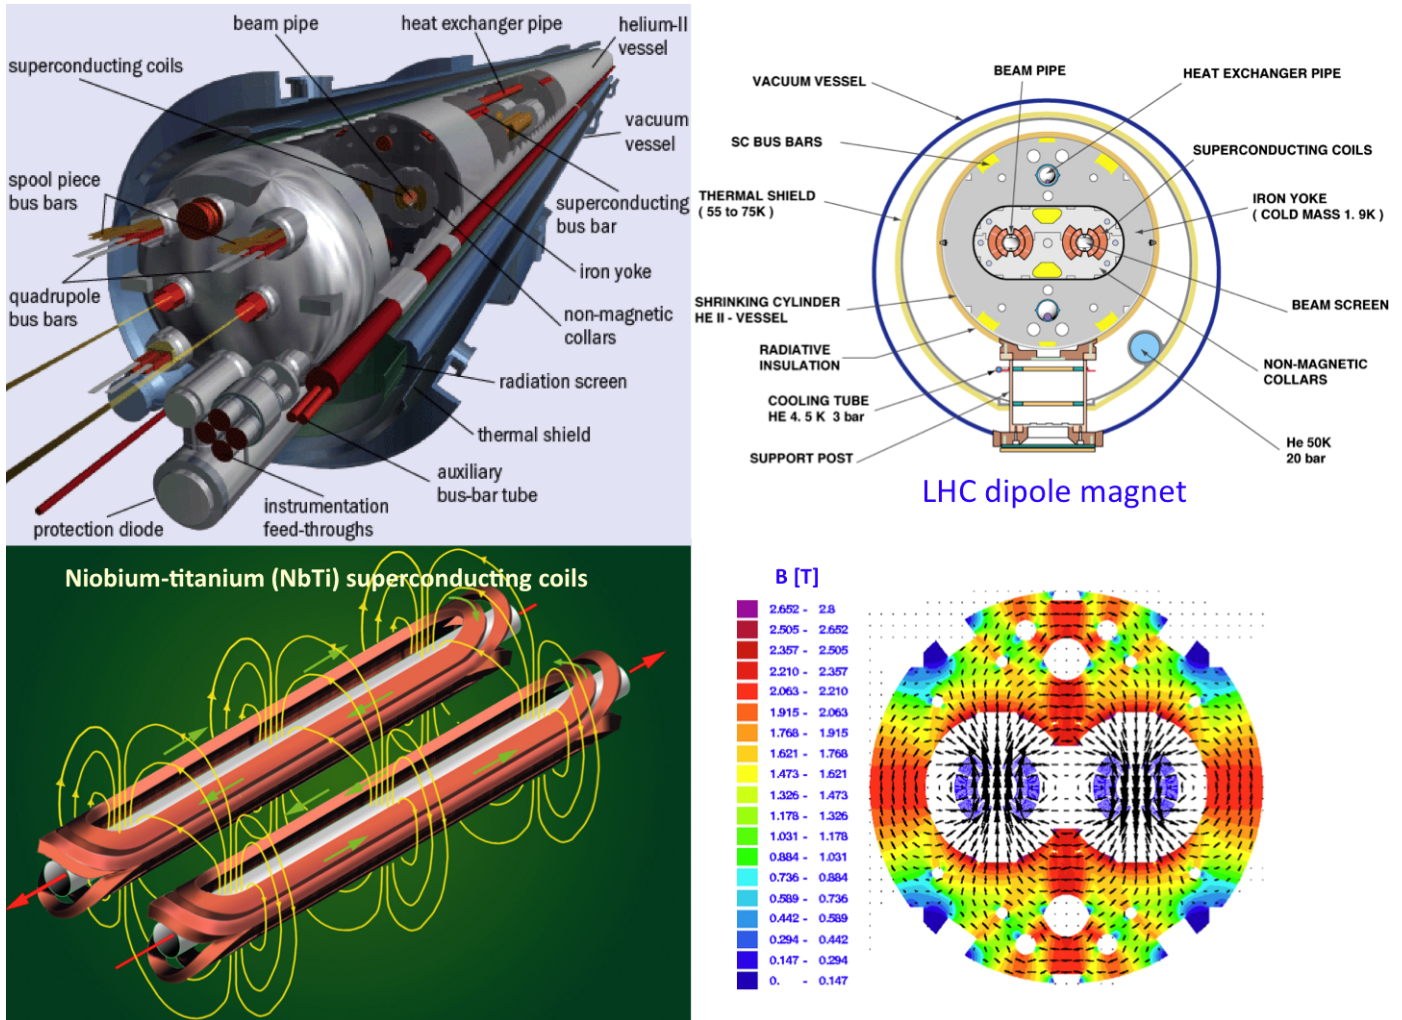 beam pipe
heat exchanger pipe
helium-II
vessel
superconducting coils
vacuum
vessel
spool piece
bus bars
superconducting
bus bar
iron yoke
quadrupole
bus bars
non-magnetic
collars
radiation screen
thermal shield
auxiliary
bus-bar tube
instrumentation
feed-throughs
protection diode
BEAM PIPE
VACUUM VESSEL
HEAT EXCHANGER PIPE
SC BUS BARS
SUPERCONDUCTING COILS
THERMAL SHIELD
( 55 to 75K )
IRON YOKE
( COLD MASS 1. 9K )
SHRINKING CYLINDER
HE II - VESSEL
BEAM SCREEN
RADIATIVE
INSULATION
NON-MAGNETIC
COLLARS
COOLING TUBE
HE 4. 5 K 3 bar
He 50K
20 bar
SUPPORT POST
LHC dipole magnet
Niobium-titanium (NbTi) superconducting coils
B [T]
2.652 - 2.8
2.505 - 2.652
2.357 - 2.505
2.210 - 2.357
2.063 - 2.210
1.915 - 2.063
1.768 - 1.915
1.621 - 1.768
1.473 - 1.621
1.326 - 1.473
1.178 - 1.326
1.031 - 1.178
0.884 - 1.031
0.736 - 0.884
0.589 - 0.736
0.442 - 0.589
0.294 - 0.442
0.147 - 0.294
0. - 0.147